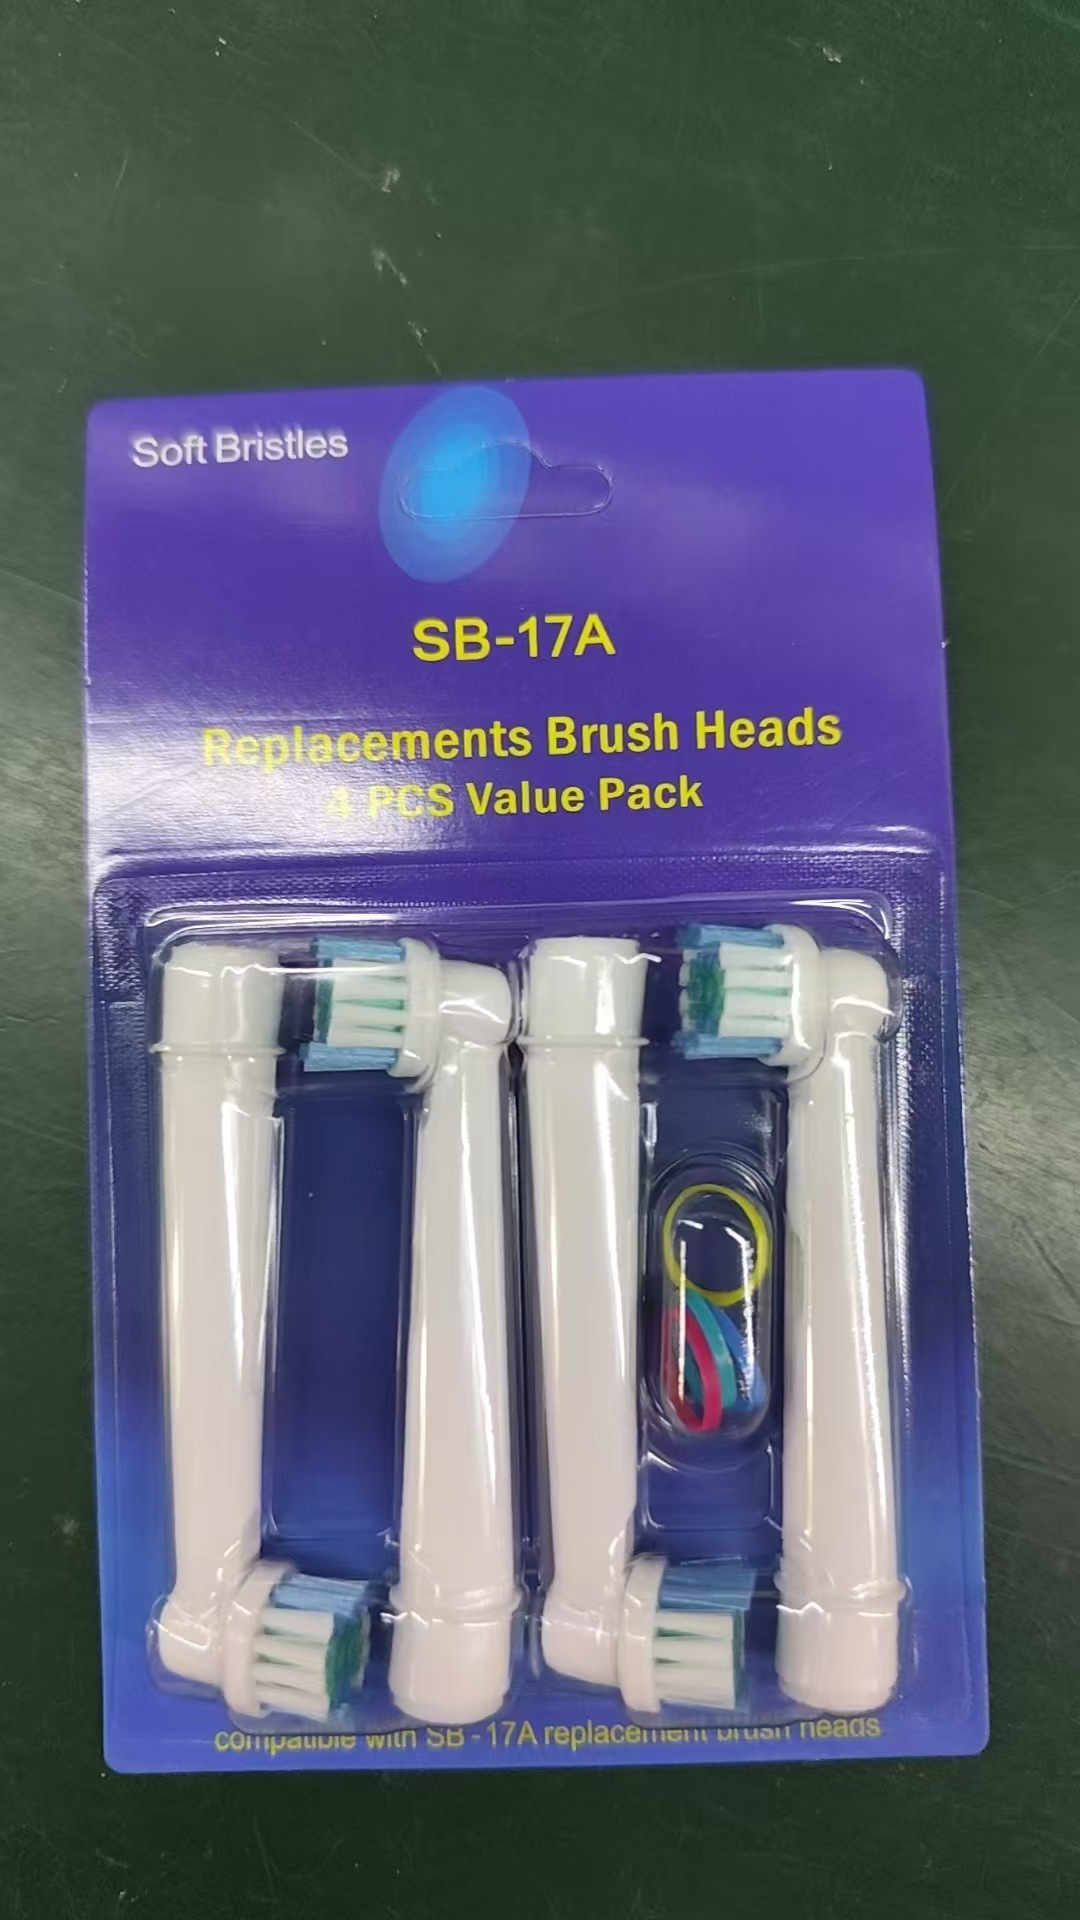 Soft Bristles
SB-17A
Replacements Brush Heads
4 PCS Value Pack
compatible with SB - 17A replacement brush heads